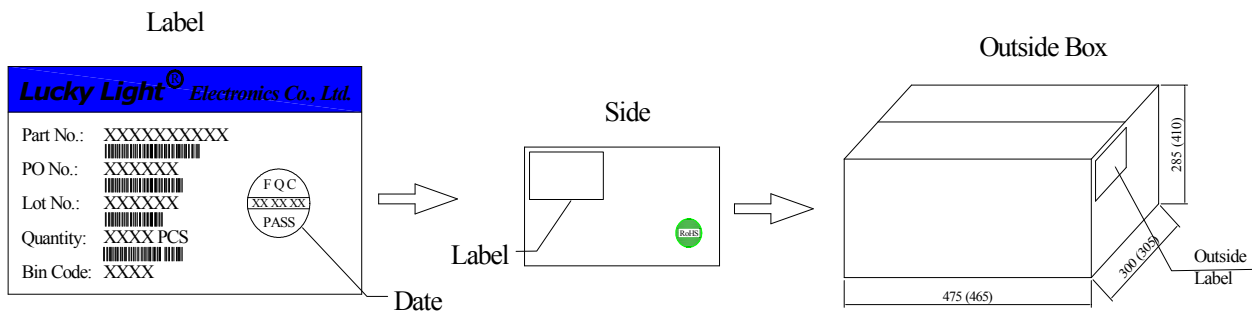 Label
Lucky Light® Electronics Co., Ltd.
Part No.: XXXXXXXXXX
PO No.: XXXXXX
Lot No.: XXXXXX
Quantity: XXXX PCS
Bin Code: XXXX
FQC
XX XX XX
PASS
Date
Side
Label
RoHS
Outside Box
285 (410)
300 (305)
475 (465)
Outside
Label